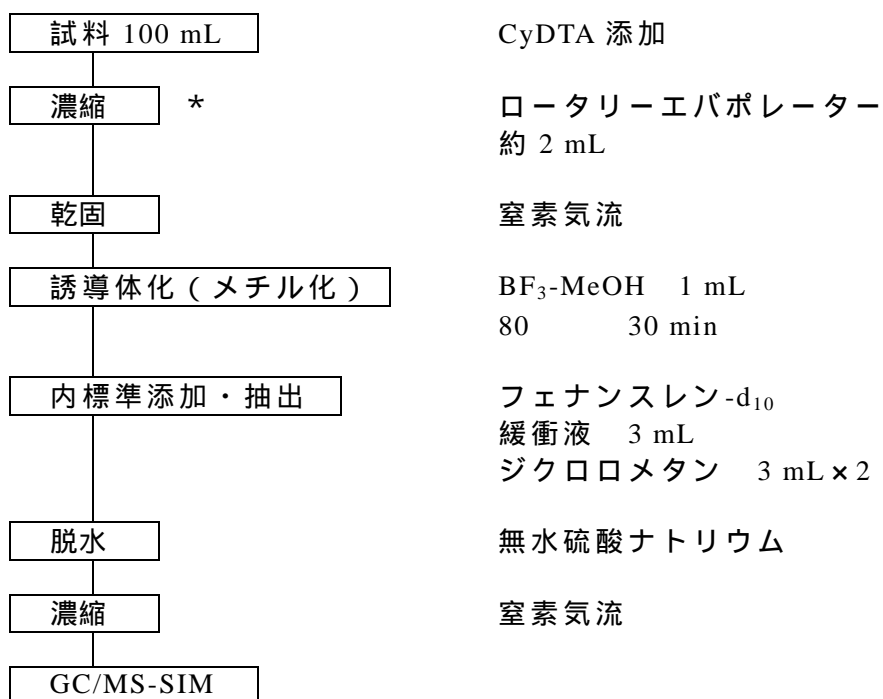 試料 100 mL CyDTA 添加
濃縮 * ロータリーエバポレーター
約 2 mL
乾固 窒素気流
誘導体化(メチル化) BF₃-MeOH 1 mL
80 30 min
内標準添加・抽出 フェナンスレン-d₁₀
緩衝液 3 mL
ジクロロメタン 3 mL×2
脱水 無水硫酸ナトリウム
濃縮 窒素気流
GC/MS-SIM